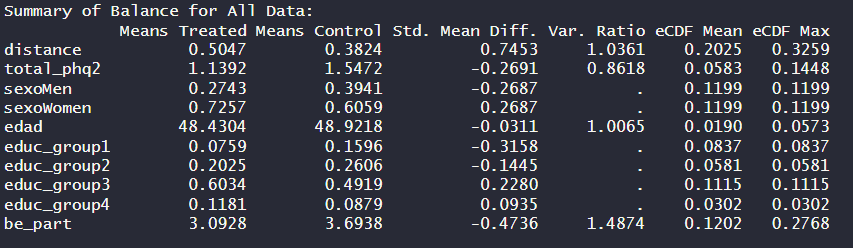 Summary of Balance for All Data:
Means Treated Means Control Std. Mean Diff. Var. Ratio eCDF Mean eCDF Max
distance 0.5047 0.3824 0.7453 1.0361 0.2025 0.3259
total_phq2 1.1392 1.5472 -0.2691 0.8618 0.0583 0.1448
sexoMen 0.2743 0.3941 -0.2687 . 0.1199 0.1199
sexoWomen 0.7257 0.6059 0.2687 . 0.1199 0.1199
edad 48.4304 48.9218 -0.0311 1.0065 0.0190 0.0573
educ_group1 0.0759 0.1596 -0.3158 . 0.0837 0.0837
educ_group2 0.2025 0.2606 -0.1445 . 0.0581 0.0581
educ_group3 0.6034 0.4919 0.2280 . 0.1115 0.1115
educ_group4 0.1181 0.0879 0.0935 . 0.0302 0.0302
be_part 3.0928 3.6938 -0.4736 1.4874 0.1202 0.2768